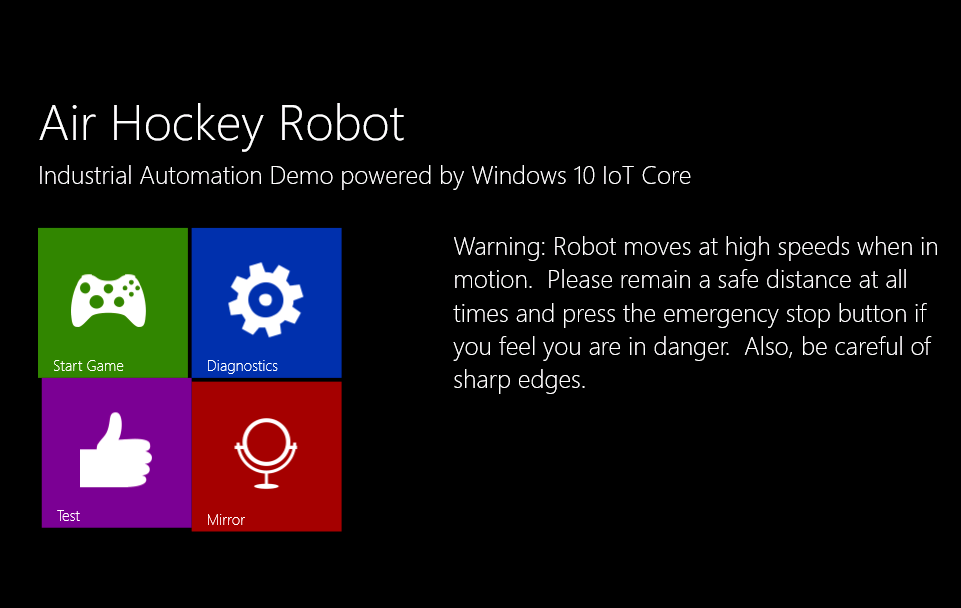 Air Hockey Robot
Industrial Automation Demo powered by Windows 10 IoT Core
Start Game
Diagnostics
Test
Mirror
Warning: Robot moves at high speeds when in
motion.  Please remain a safe distance at all
times and press the emergency stop button if
you feel you are in danger.  Also, be careful of
sharp edges.